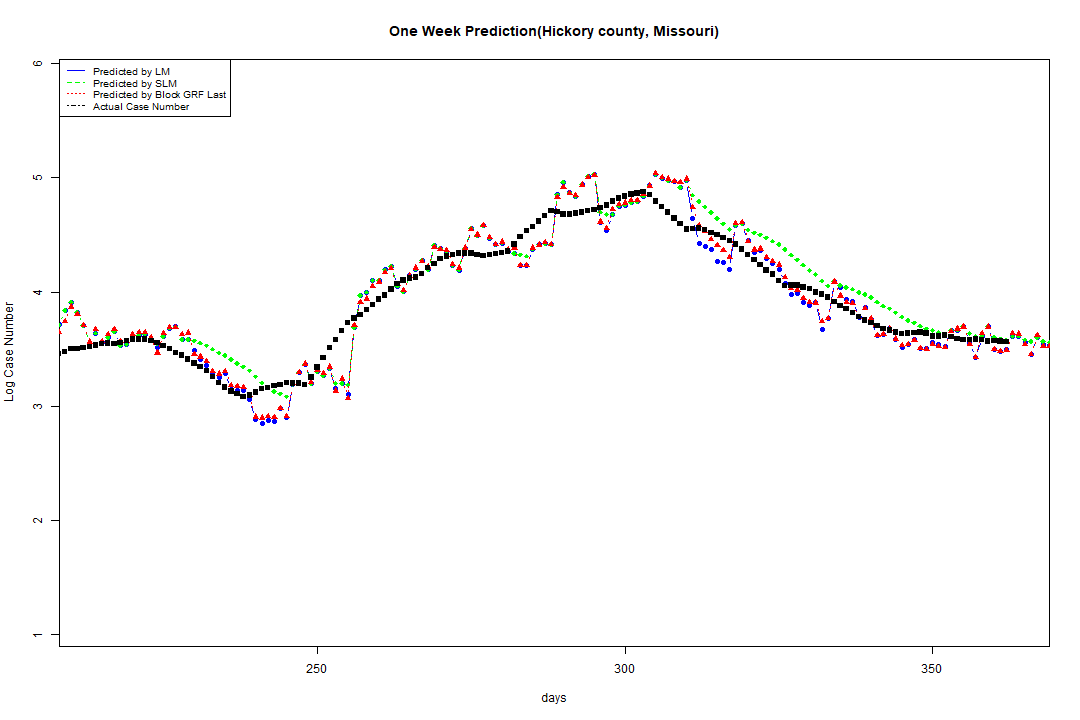 One Week Prediction(Hickory county, Missouri)
6
Predicted by LM
Predicted by SLM
Predicted by Block GRF Last
Actual Case Number
5
4
3
2
1
Log Case Number
250
300
350
days